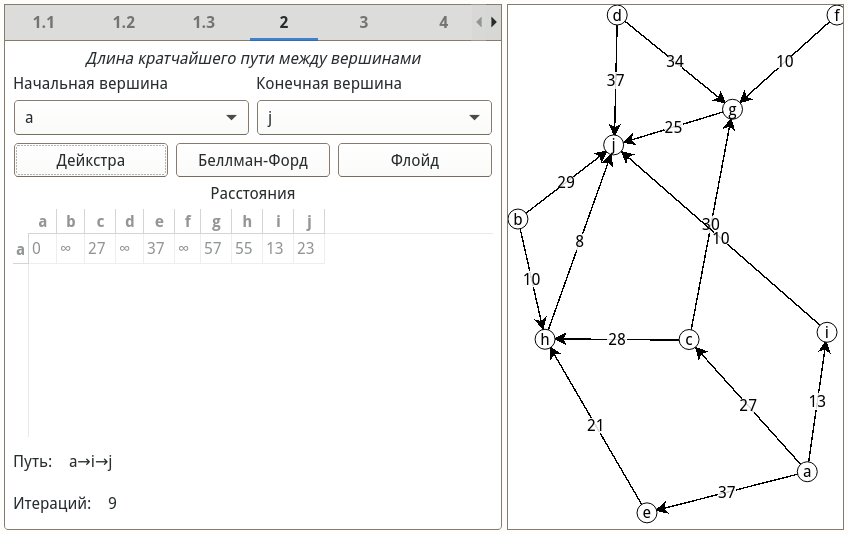 1.1 1.2 1.3 2 3 4
Длина кратчайшего пути между вершинами
Начальная вершина Конечная вершина
a j
Дейкстра Беллман-Форд Флойд
Расстояния
a b c d e f g h i j
a 0 ∞ 27 ∞ 37 ∞ 57 55 13 23
Путь: a→i→j
Итераций: 9
d f
34 10
37
g
25
j
29
b
30
10
8
10
i
h 28 c
13
27
21
a
37
e